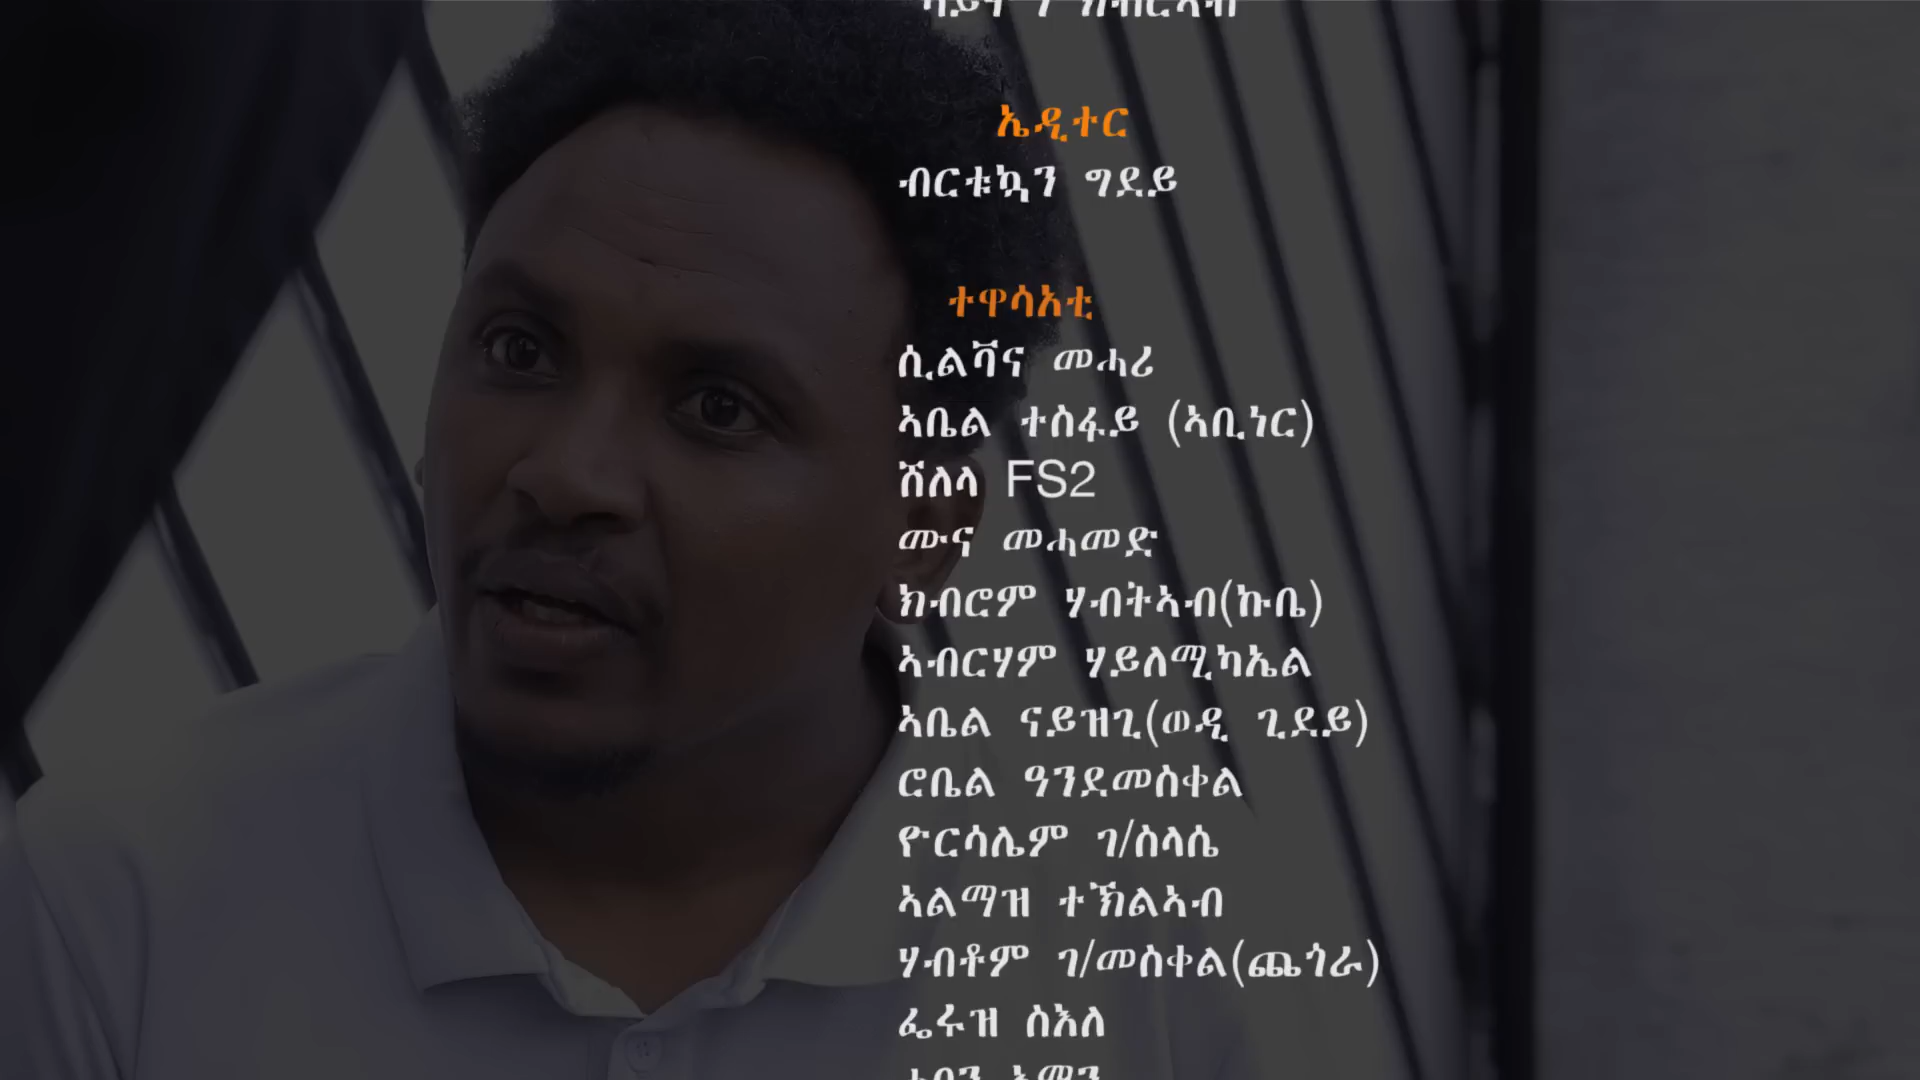 ኤዲተር
ብርቱኳን ግደይ
ተዋሳእቲ
ሲልቫና መሓሪ
ኣቤል ተስፋይ (ኣቢነር)
ሽለላ FS2
ሙና መሓመድ
ክብሮም ሃብትኣብ(ኩቤ)
ኣብርሃም ሃይለሚካኤል
ኣቤል ናይዝጊ(ወዲ ጊደይ)
ሮቤል ዓንደመስቀል
ዮርሳሌም ገ/ስላሴ
ኣልማዝ ተኽልኣብ
ሃብቶም ገ/መስቀል(ጨጎራ)
ፌሩዝ ስእለ